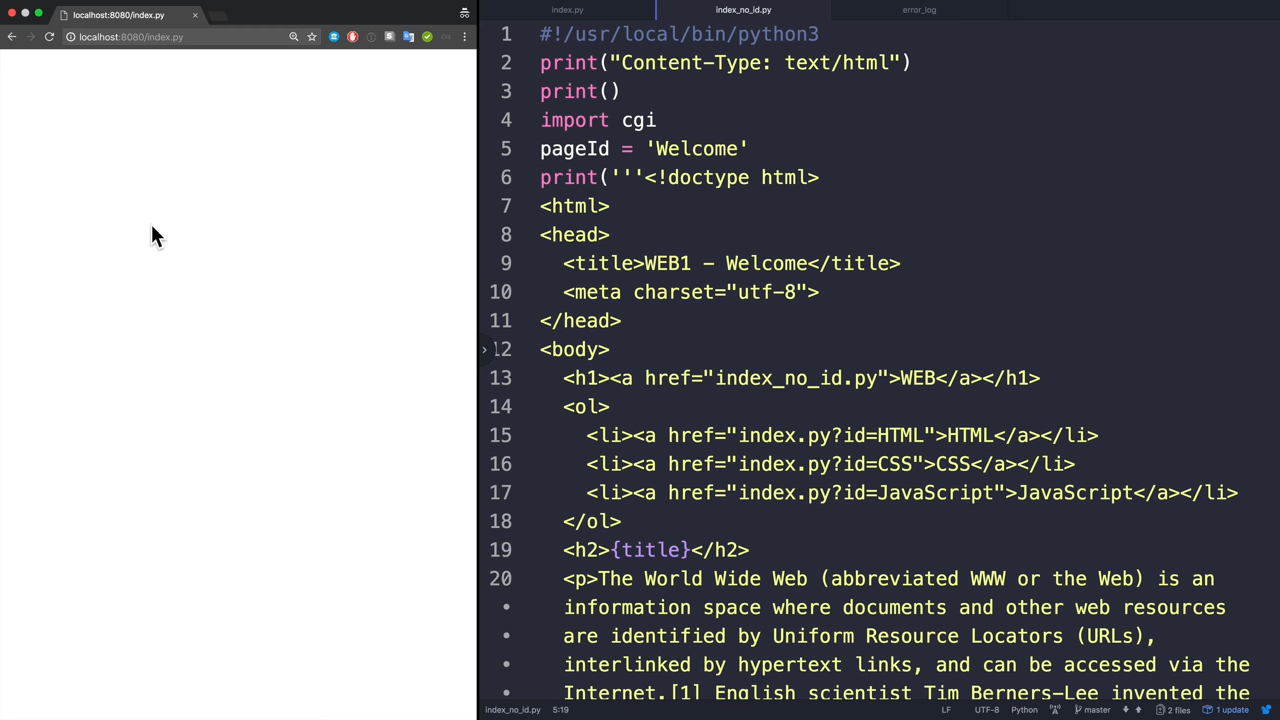 localhost:8080/index.py
localhost:8080/index.py
index.py
index_no_id.py
error_log
1 #!/usr/local/bin/python3
2 print("Content-Type: text/html")
3 print()
4 import cgi
5 pageId = 'Welcome'
6 print('''<!doctype html>
7 <html>
8 <head>
9 <title>WEB1 - Welcome</title>
10 <meta charset="utf-8">
11 </head>
12 <body>
13 <h1><a href="index_no_id.py">WEB</a></h1>
14 <ol>
15 <li><a href="index.py?id=HTML">HTML</a></li>
16 <li><a href="index.py?id=CSS">CSS</a></li>
17 <li><a href="index.py?id=JavaScript">JavaScript</a></li>
18 </ol>
19 <h2>{title}</h2>
20 <p>The World Wide Web (abbreviated WWW or the Web) is an
information space where documents and other web resources
are identified by Uniform Resource Locators (URLs),
interlinked by hypertext links, and can be accessed via the
Internet.[1] English scientist Tim Berners-Lee invented the
index_no_id.py 5:19 LF UTF-8 Python master 2 files 1 update